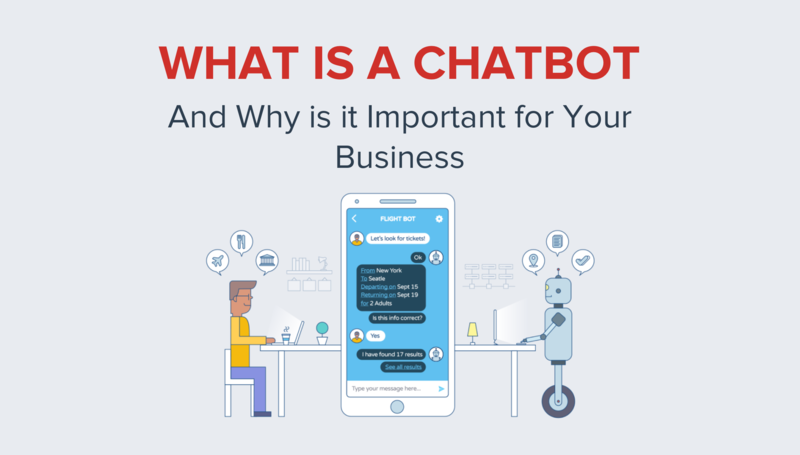 WHAT IS A CHATBOT
And Why is it Important for Your
Business
FLIGHT BOT
Let's look for tickets!
Ok
From New York
To Seatle
Departing on Sept 15
Returning on Sept 19
for 2 Adults
Is this info correct?
Yes
I have found 17 results
See all results
Type your message here...